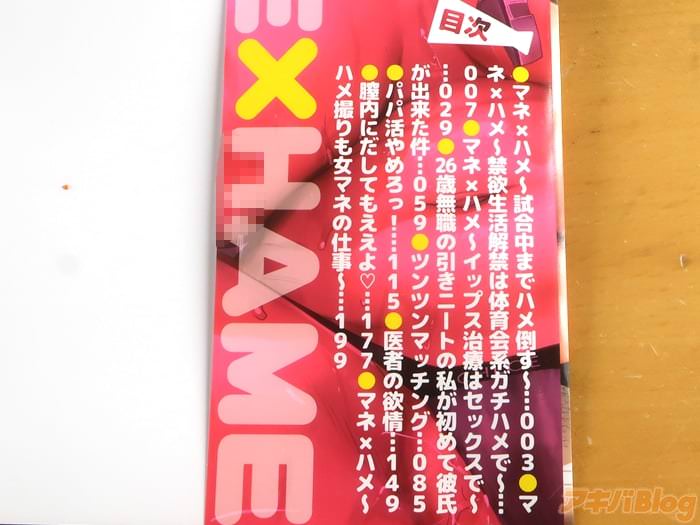 目次
●マネ×ハメ〜試合中までハメ倒す〜…003●マ
ネ×ハメ〜禁欲生活解禁は体育会系ガチハメで〜…
007●マネ×ハメ〜イップス治療はセックスで〜
…029●26歳無職の引きニートの私が初めて彼氏
が出来た件…059●ツンツンマッチング…085
●パパ活やめろっ!…115●医者の欲情…149
●膣内にだしてもええよ♡…177●マネ×ハメ〜
ハメ撮りも女マネの仕事〜…199
E×HAME
アキバBlog